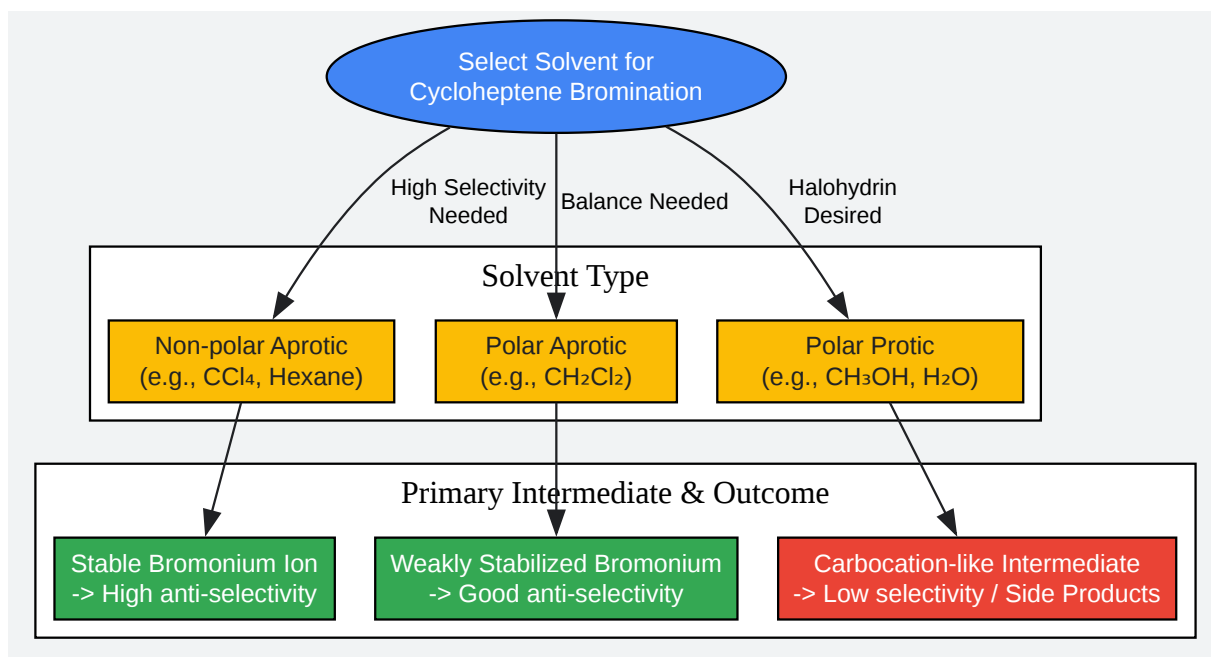 Select Solvent for
Cycloheptene Bromination
High Selectivity
Needed
Balance Needed
Halohydrin
Desired
Solvent Type
Non-polar Aprotic
(e.g., CCl₄, Hexane)
Polar Aprotic
(e.g., CH₂Cl₂)
Polar Protic
(e.g., CH₃OH, H₂O)
Primary Intermediate & Outcome
Stable Bromonium Ion
-> High anti-selectivity
Weakly Stabilized Bromonium
-> Good anti-selectivity
Carbocation-like Intermediate
-> Low selectivity / Side Products